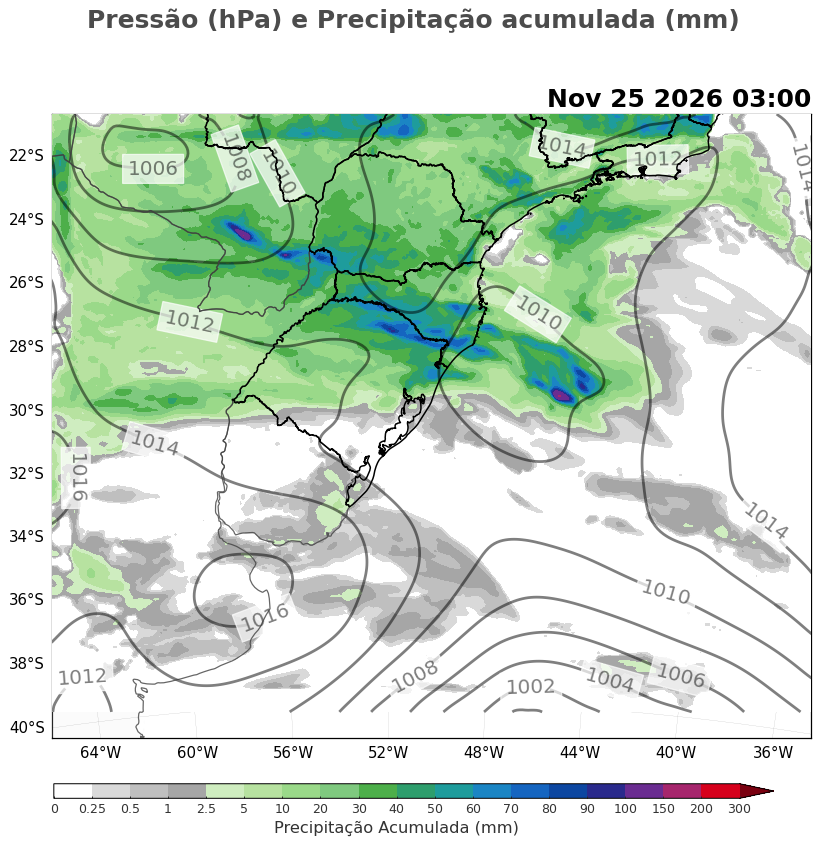 Pressão (hPa) e Precipitação acumulada (mm)
Nov 25 2026 03:00
1014
1012
1014
1008
1010
1006
22°S
24°S
26°S
28°S
30°S
32°S
34°S
36°S
38°S
40°S
1012
1010
1014
1016
1014
1010
1016
1012
1008
1002
1004
1006
64°W 60°W 56°W 52°W 48°W 44°W 40°W 36°W
0 0.25 0.5 1 2.5 5 10 20 30 40 50 60 70 80 90 100 150 200 300
Precipitação Acumulada (mm)